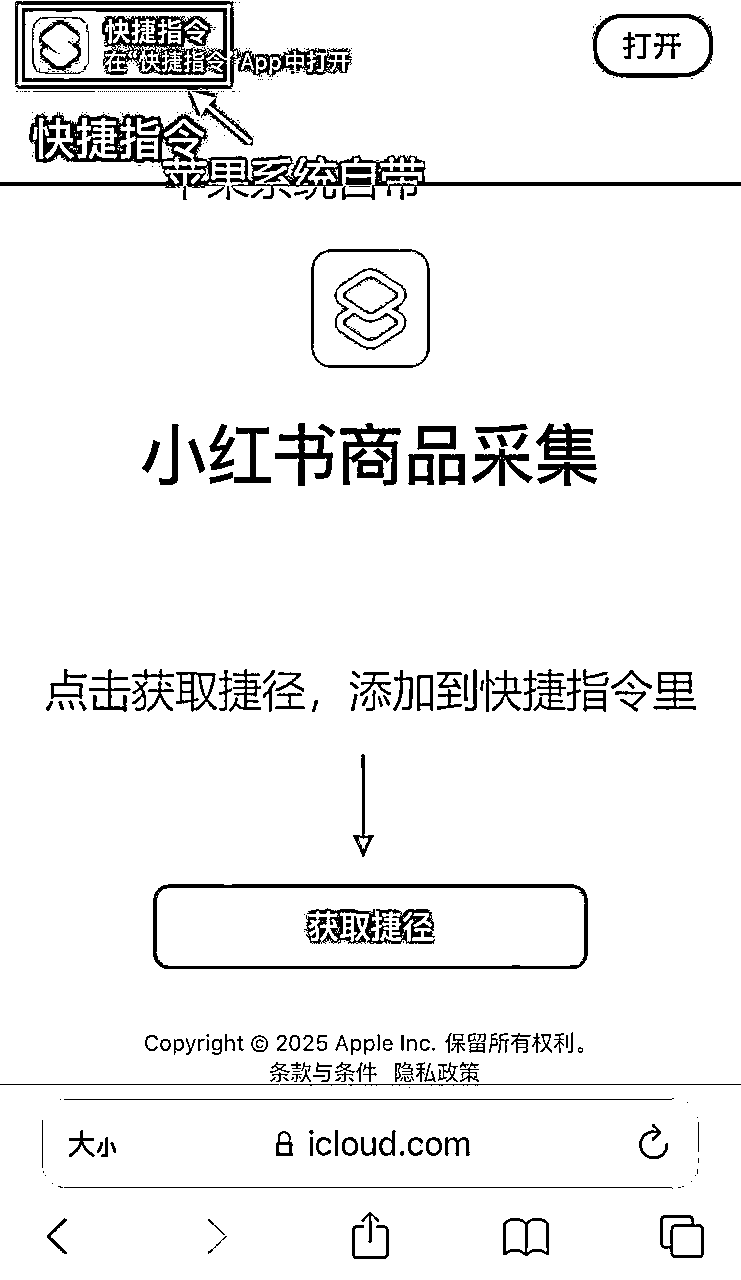 快捷指令
在“快捷指令”App中打开
打开
快捷指令
苹果系统自带
小红书商品采集
点击获取捷径，添加到快捷指令里
获取捷径
Copyright © 2025 Apple Inc. 保留所有权利。
条款与条件 隐私政策
大小 icloud.com